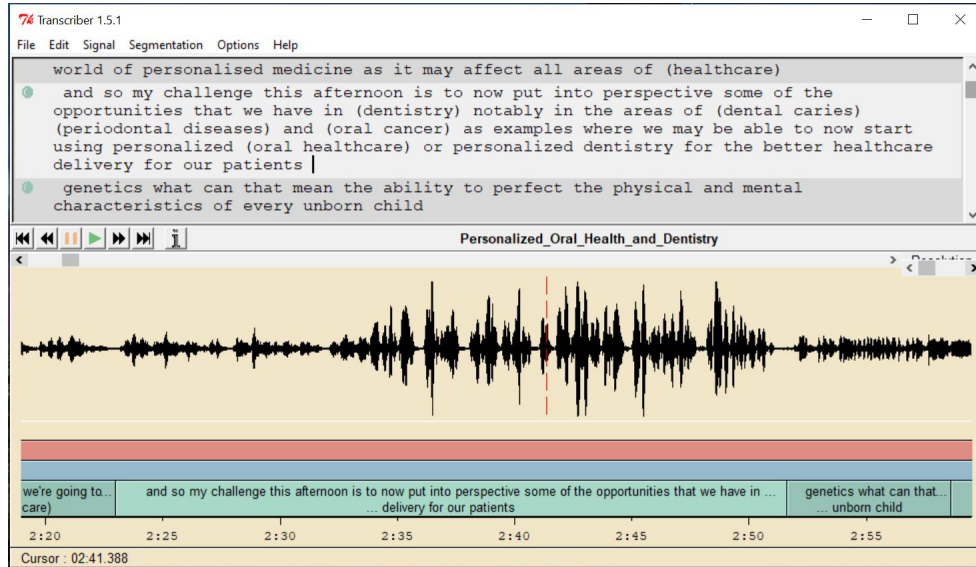 Transcriber 1.5.1
File Edit Signal Segmentation Options Help
world of personalised medicine as it may affect all areas of (healthcare)
and so my challenge this afternoon is to now put into perspective some of the
opportunities that we have in (dentistry) notably in the areas of (dental caries)
(periodontal diseases) and (oral cancer) as examples where we may be able to now start
using personalized (oral healthcare) or personalized dentistry for the better healthcare
delivery for our patients
genetics what can that mean the ability to perfect the physical and mental
characteristics of every unborn child
i
Personalized_Oral_Health_and_Dentistry
we're going to...
care)
and so my challenge this afternoon is to now put into perspective some of the opportunities that we have in ...
... delivery for our patients
genetics what can that...
... unborn child
2:20 2:25 2:30 2:35 2:40 2:45 2:50 2:55
Cursor : 02:41.388